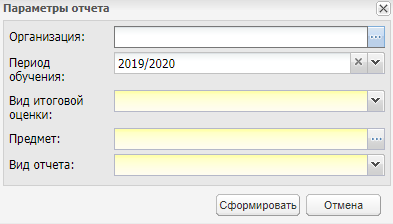 Параметры отчета
Организация:
Период
обучения:
2019/2020
Вид итоговой
оценки:
Предмет:
Вид отчета:
Сформировать
Отмена